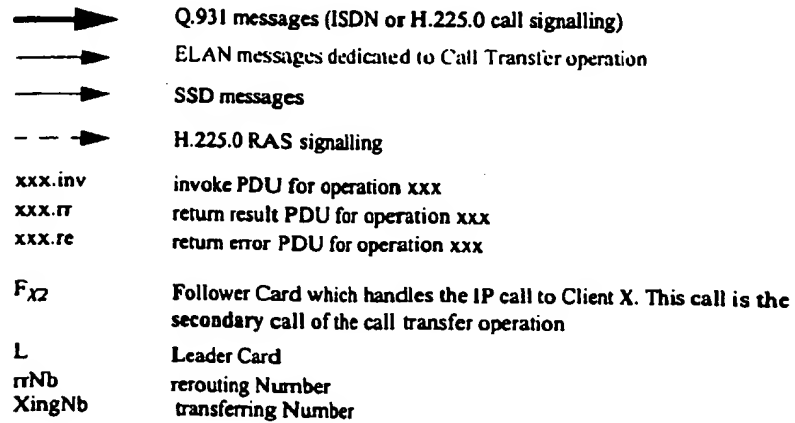 Q.931 messages (ISDN or H.225.0 call signalling)
ELAN messages dedicated to Call Transfer operation
SSD messages
H.225.0 RAS signalling
xxx.inv invoke PDU for operation xxx
xxx.rr return result PDU for operation xxx
xxx.re return error PDU for operation xxx
FX2 Follower Card which handles the IP call to Client X. This call is the
secondary call of the call transfer operation
L Leader Card
rrNb rerouting Number
XingNb transferring Number